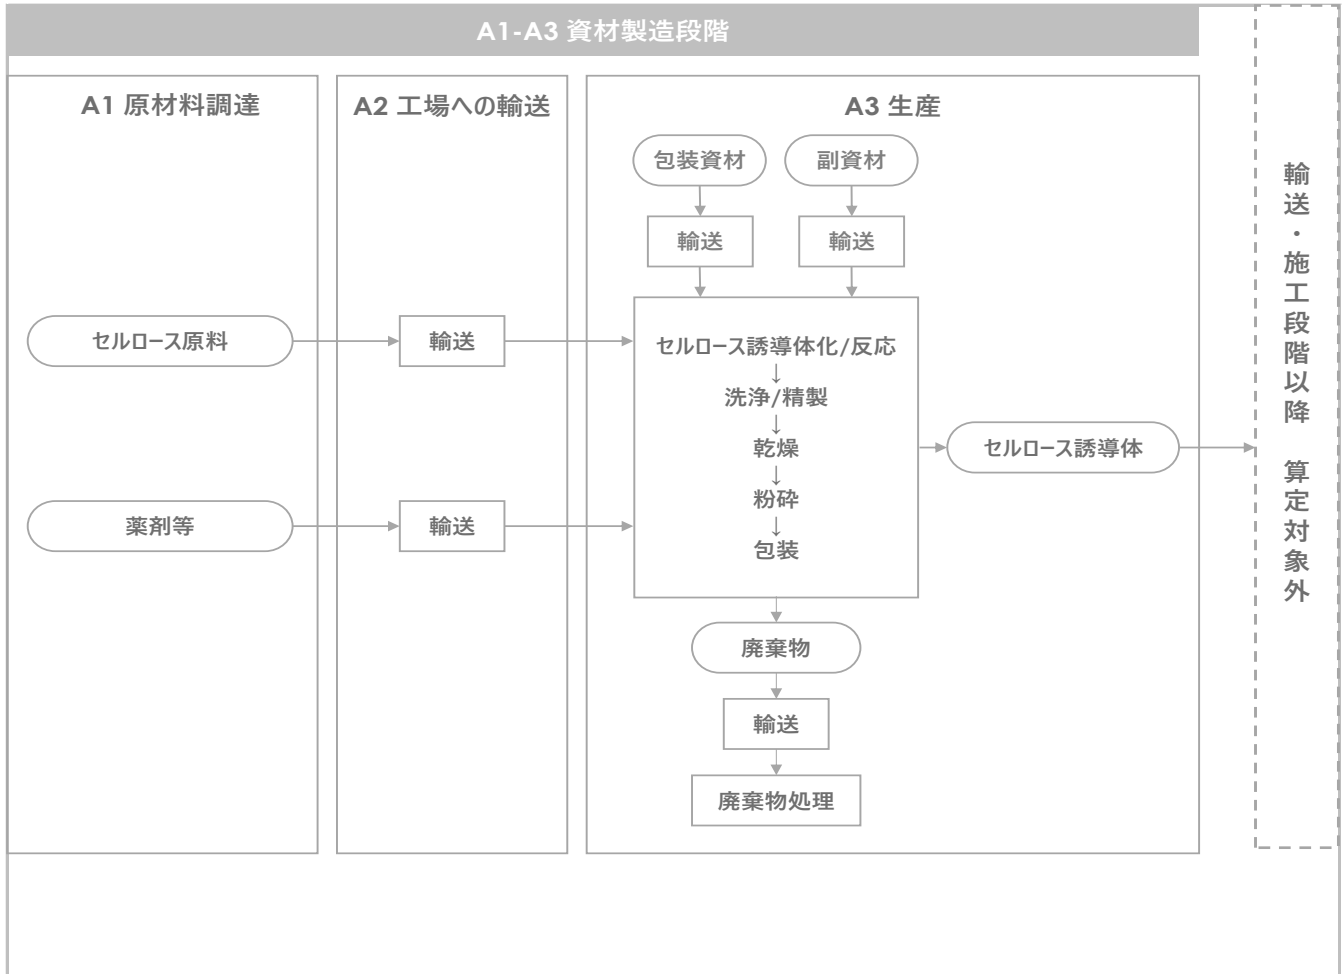 A1-A3 資材製造段階
A1 原材料調達
A2 工場への輸送
A3 生産
包装資材
副資材
輸送
輸送
セルロース原料
輸送
セルロース誘導体化/反応
↓
洗浄/精製
↓
乾燥
↓
粉砕
↓
包装
薬剤等
輸送
セルロース誘導体
廃棄物
輸送
廃棄物処理
輸送・施工段階以降 算定対象外